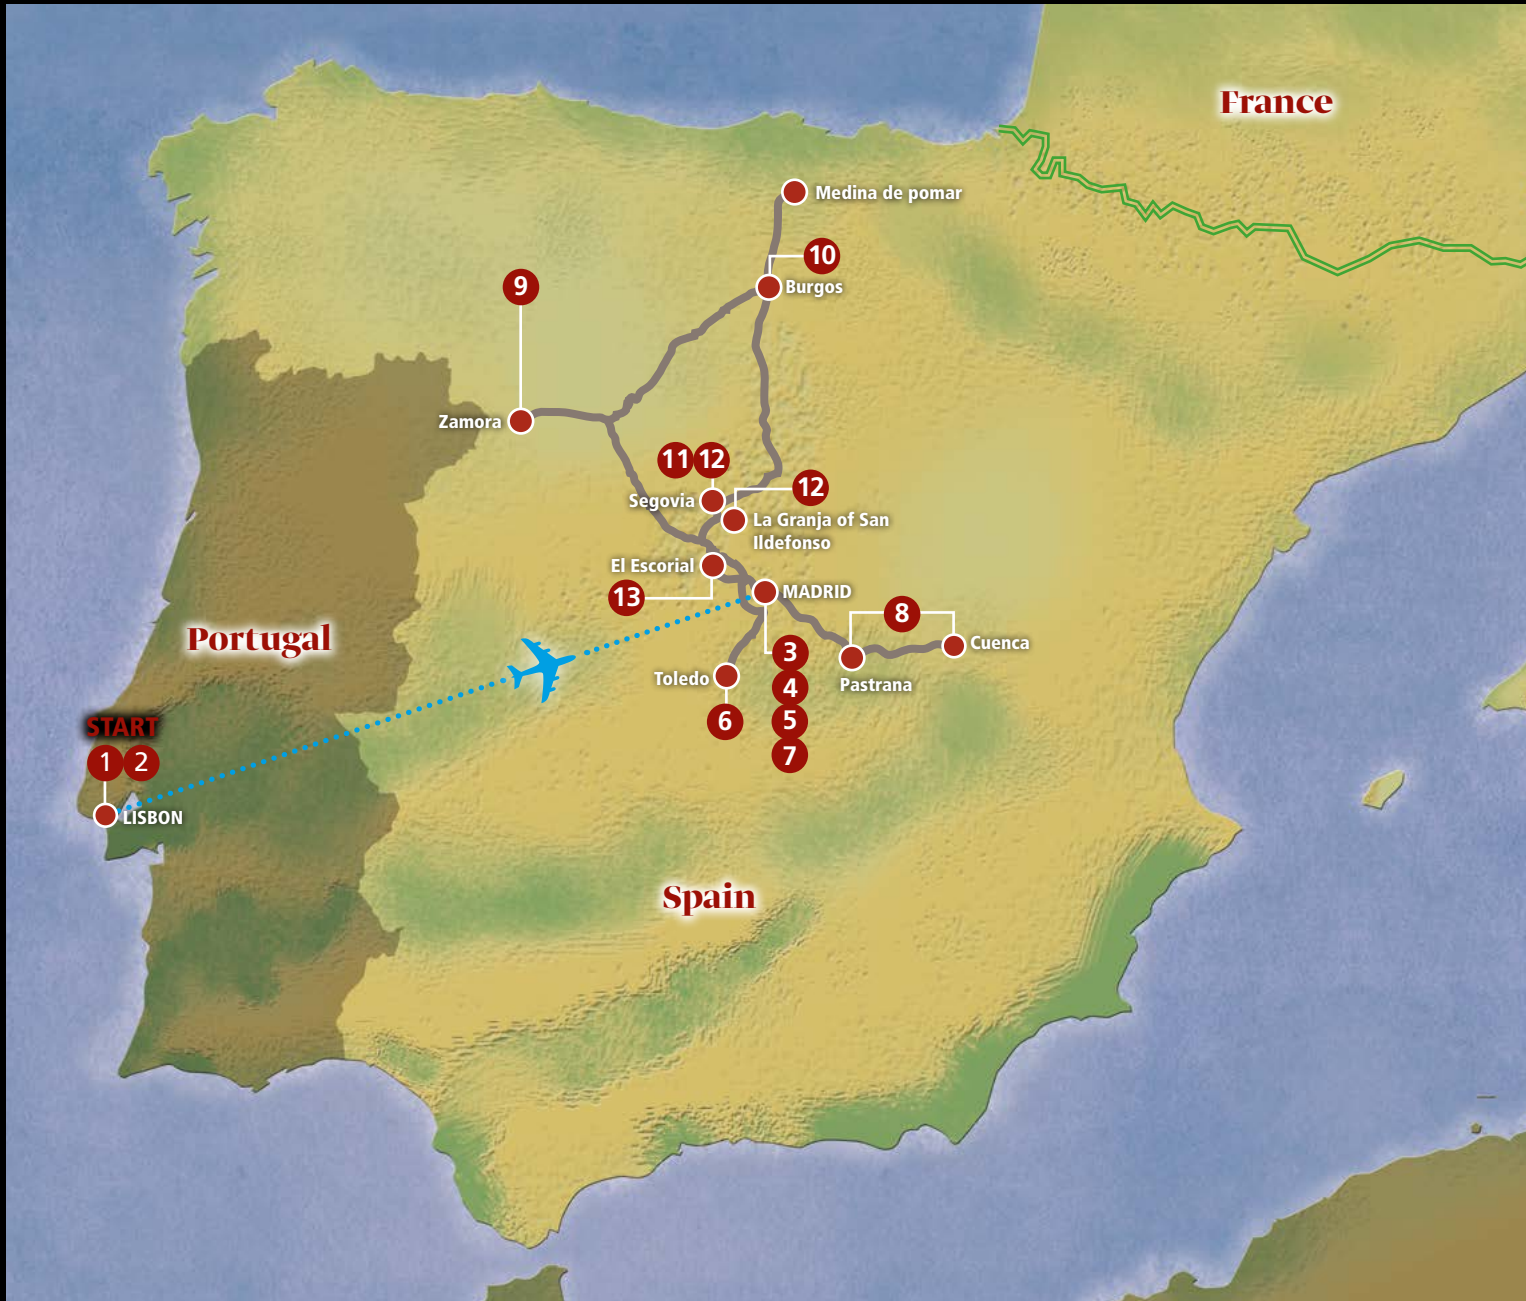 France
Medina de pomar
10
Burgos
9
Zamora
11 12
12
Segovia
La Granja of San
Ildefonso
El Escorial
MADRID
13
8
Portugal
Cuenca
3
Toledo
Pastrana
4
6
5
7
START
1 2
LISBON
Spain